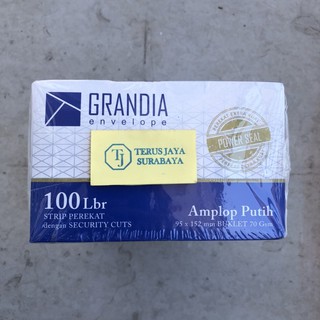 GRANDIA
envelope
POWER SEAL
TJ
TERUS JAYA
SURABAYA
100 Lbr
STRIP PEREKAT
dengan SECURITY CUTS
Amplop Putih
95 x 152 mm BUKLET 70 Gsm